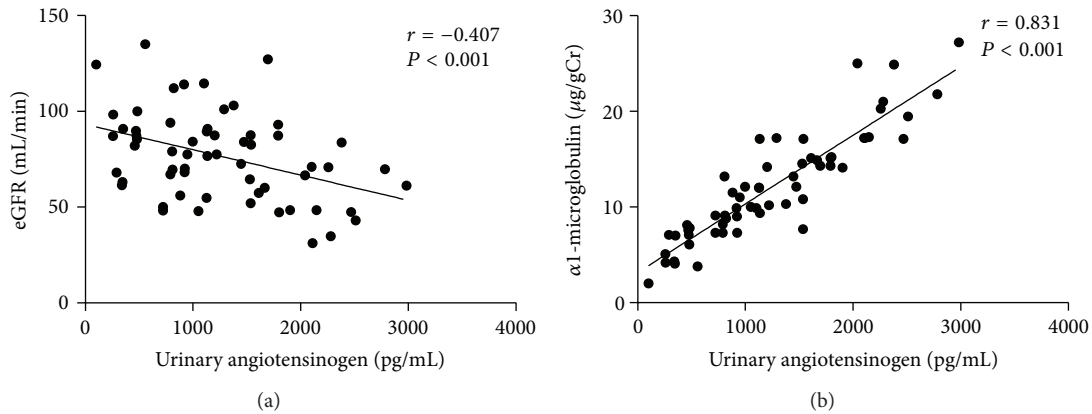 150
100
50
0
eGFR (mL/min)
r = −0.407
P < 0.001
0
1000
2000
3000
4000
Urinary angiotensinogen (pg/mL)
(a)
30
20
10
0
α1-microglobulin (μg/gCr)
r = 0.831
P < 0.001
0
1000
2000
3000
4000
Urinary angiotensinogen (pg/mL)
(b)